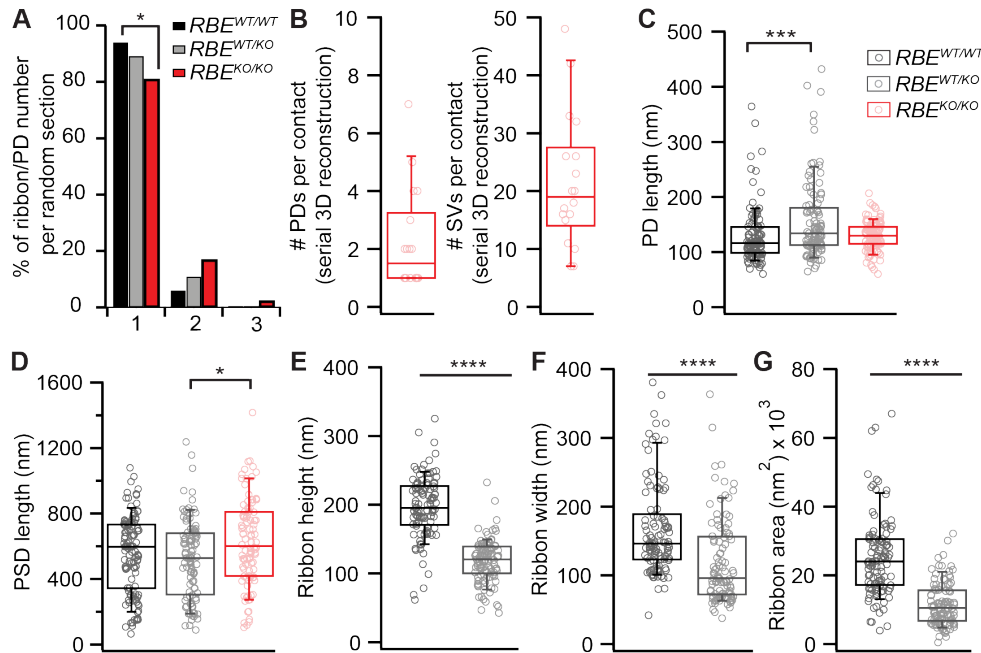 A
% of ribbon/PD number
per random section
100
80
60
40
20
0
1
2
3
*
RBE^WT/WT
RBE^WT/KO
RBE^KO/KO
B
# PDs per contact
(serial 3D reconstruction)
10
8
6
4
2
0
# SVs per contact
(serial 3D reconstruction)
50
40
30
20
10
0
C
PD length (nm)
500
400
300
200
100
0
***
RBE^WT/WT
RBE^WT/KO
RBE^KO/KO
D
PSD length (nm)
1600
1200
800
400
0
*
E
Ribbon height (nm)
400
300
200
100
0
****
F
Ribbon width (nm)
400
300
200
100
0
****
G
Ribbon area (nm²) x 10³
80
60
40
20
0
****